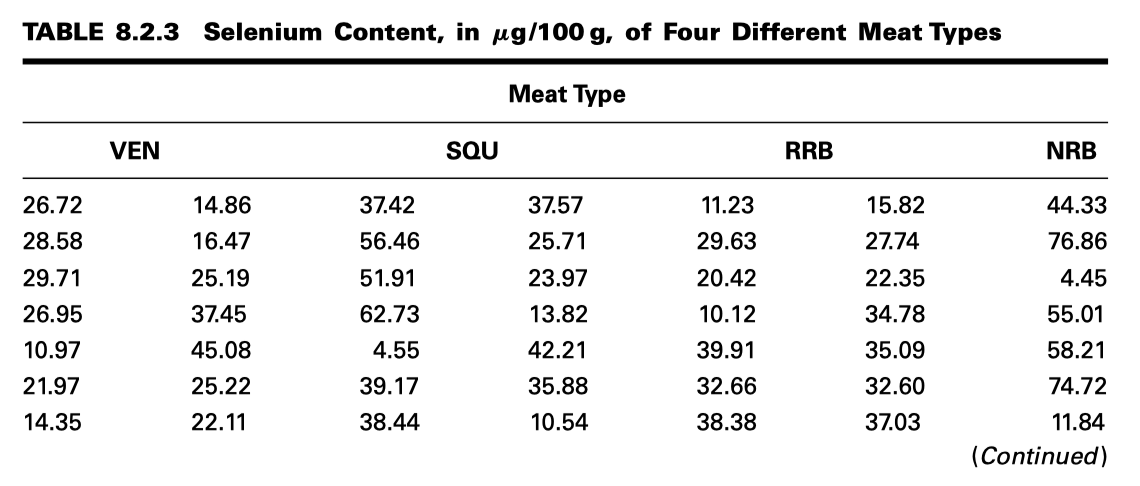 TABLE 8.2.3 Selenium Content, in μg/100 g, of Four Different Meat Types
Meat Type
VEN SQU RRB NRB
26.72 14.86 37.42 37.57 11.23 15.82 44.33
28.58 16.47 56.46 25.71 29.63 27.74 76.86
29.71 25.19 51.91 23.97 20.42 22.35 4.45
26.95 37.45 62.73 13.82 10.12 34.78 55.01
10.97 45.08 4.55 42.21 39.91 35.09 58.21
21.97 25.22 39.17 35.88 32.66 32.60 74.72
14.35 22.11 38.44 10.54 38.38 37.03 11.84
(Continued)